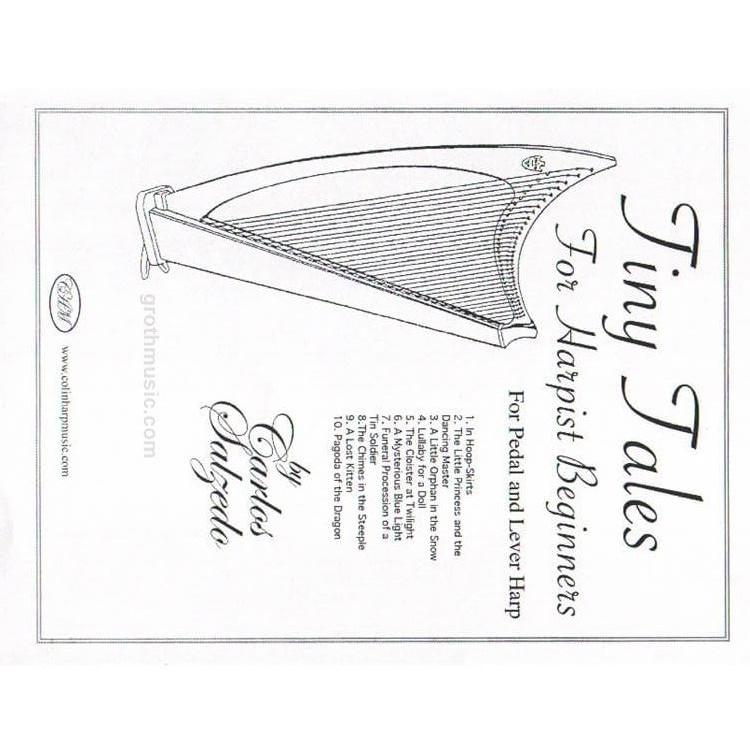 Tiny Tales
For Harpist Beginners
For Pedal and Lever Harp
1. In Hoop-Skirts
2. The Little Princess and the
Dancing Master
3. A Little Orphan in the Snow
4. Lullaby for a Doll
5. The Cloister at Twilight
6. A Mysterious Blue Light
7. Funeral Procession of a
Tin Soldier
8.The Chimes in the Steeple
9. A Lost Kitten
10. Pagoda of the Dragon
by
Carlos
Salzedo
grothmusic.com
www.colinharpmusic.com